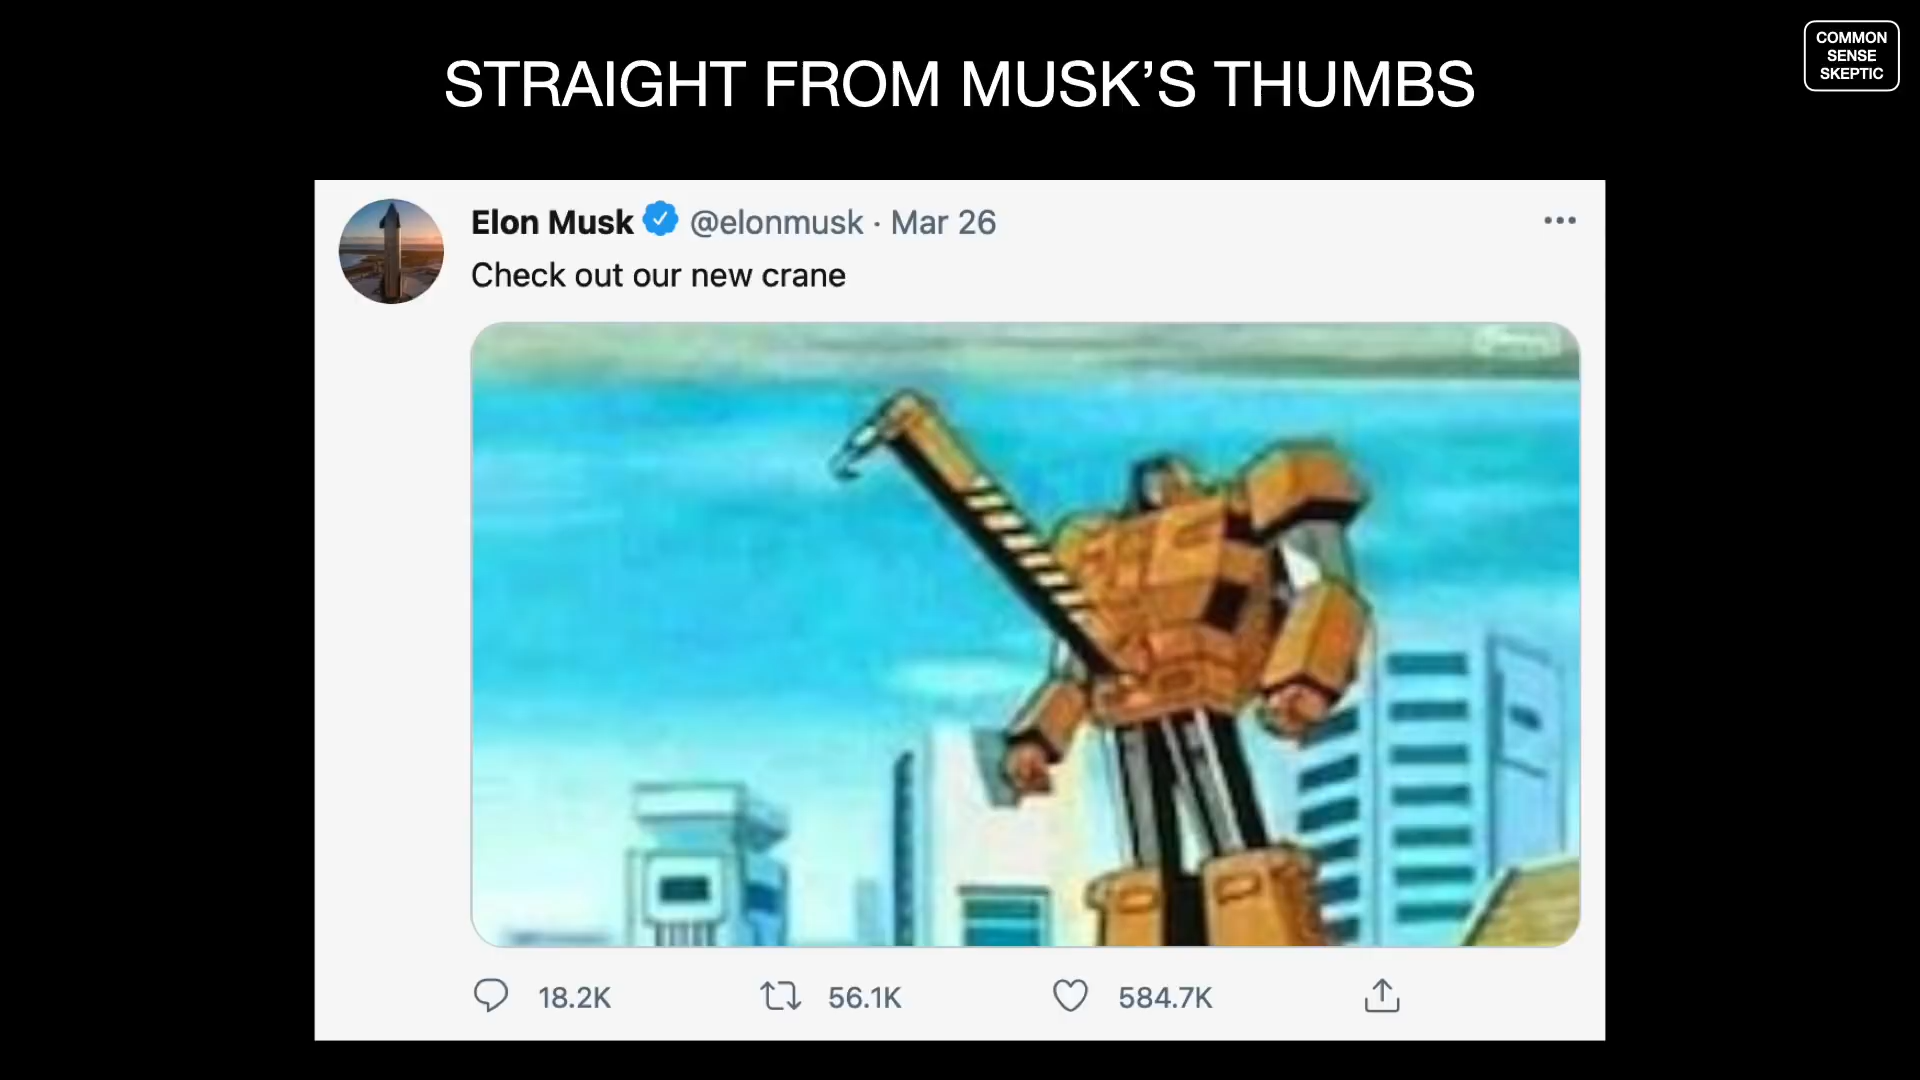 STRAIGHT FROM MUSK’S THUMBS
COMMON
SENSE
SKEPTIC
Elon Musk @elonmusk · Mar 26
Check out our new crane
18.2K 56.1K 584.7K